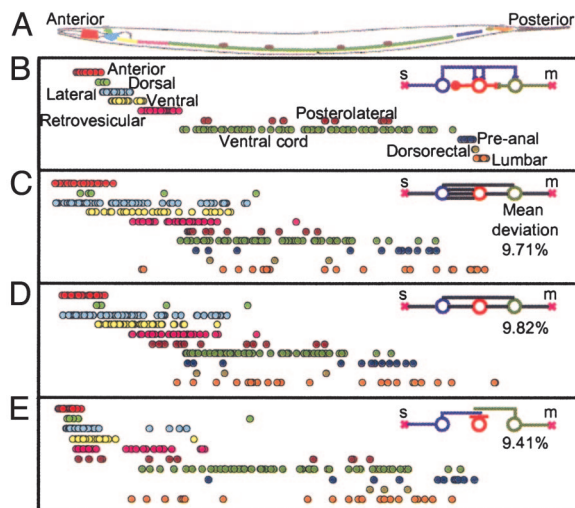 A Anterior Posterior
B Anterior s m
Dorsal
Lateral
Ventral
Retrovesicular Posterolateral
Ventral cord Pre-anal
Dorsorectal Lumbar
C s m
Mean
deviation
9.71%
D s m
9.82%
E s m
9.41%